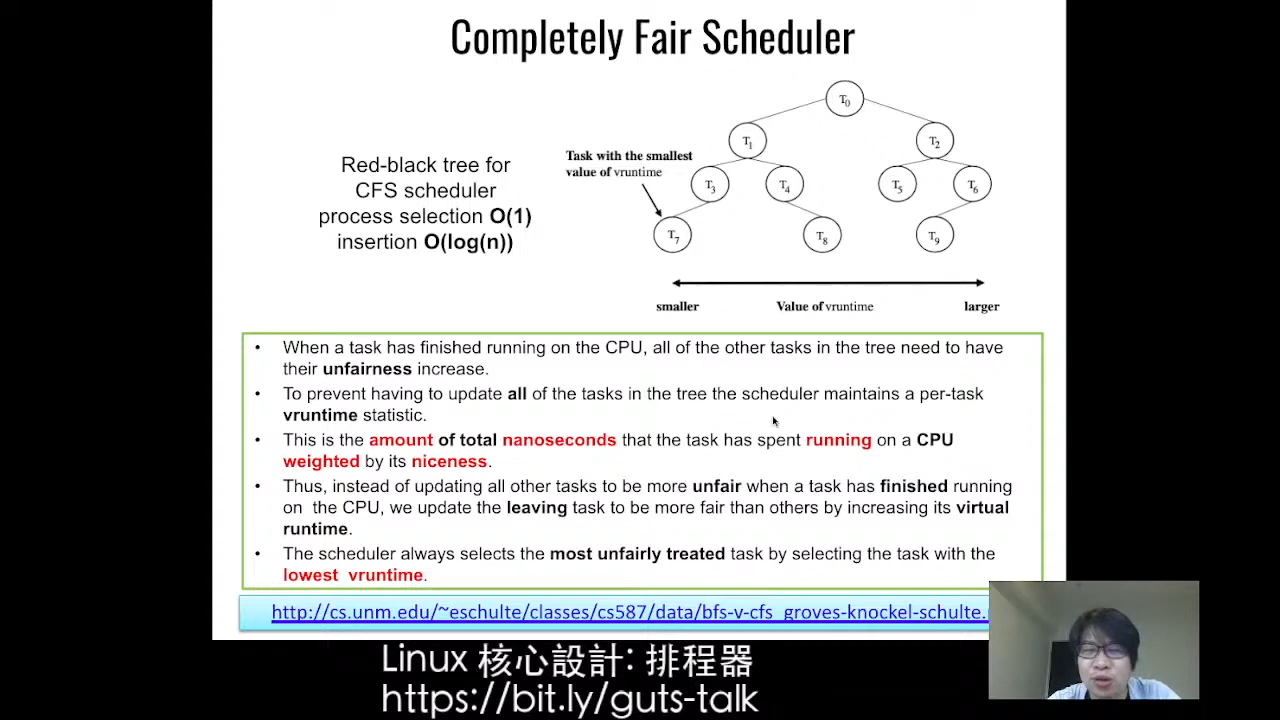 Completely Fair Scheduler
Red-black tree for
CFS scheduler
process selection O(1)
insertion O(log(n))
Task with the smallest
value of vruntime
T0
T1
T2
T3
T4
T5
T6
T7
T8
T9
smaller
Value of vruntime
larger
• When a task has finished running on the CPU, all of the other tasks in the tree need to have
their unfairness increase.
• To prevent having to update all of the tasks in the tree the scheduler maintains a per-task
vruntime statistic.
• This is the amount of total nanoseconds that the task has spent running on a CPU
weighted by its niceness.
• Thus, instead of updating all other tasks to be more unfair when a task has finished running
on the CPU, we update the leaving task to be more fair than others by increasing its virtual
runtime.
• The scheduler always selects the most unfairly treated task by selecting the task with the
lowest vruntime.
http://cs.unm.edu/~eschulte/classes/cs587/data/bfs-v-cfs_groves-knockel-schulte.
Linux 核心設計: 排程器
https://bit.ly/guts-talk